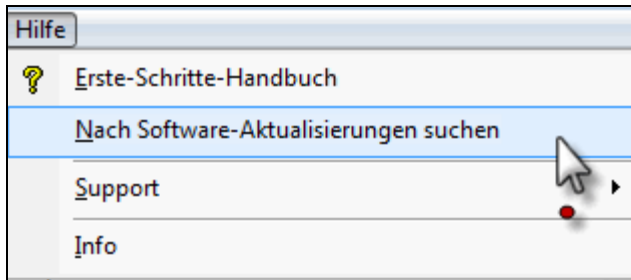 Hilfe
Erste-Schritte-Handbuch
Nach Software-Aktualisierungen suchen
Support
Info